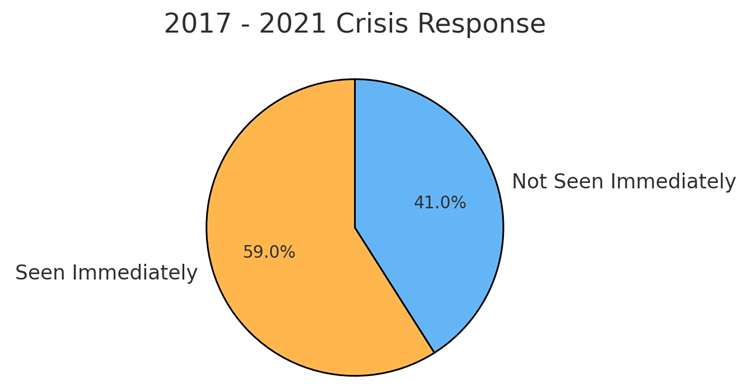 2017 - 2021 Crisis Response
Not Seen Immediately
41.0%
59.0%
Seen Immediately